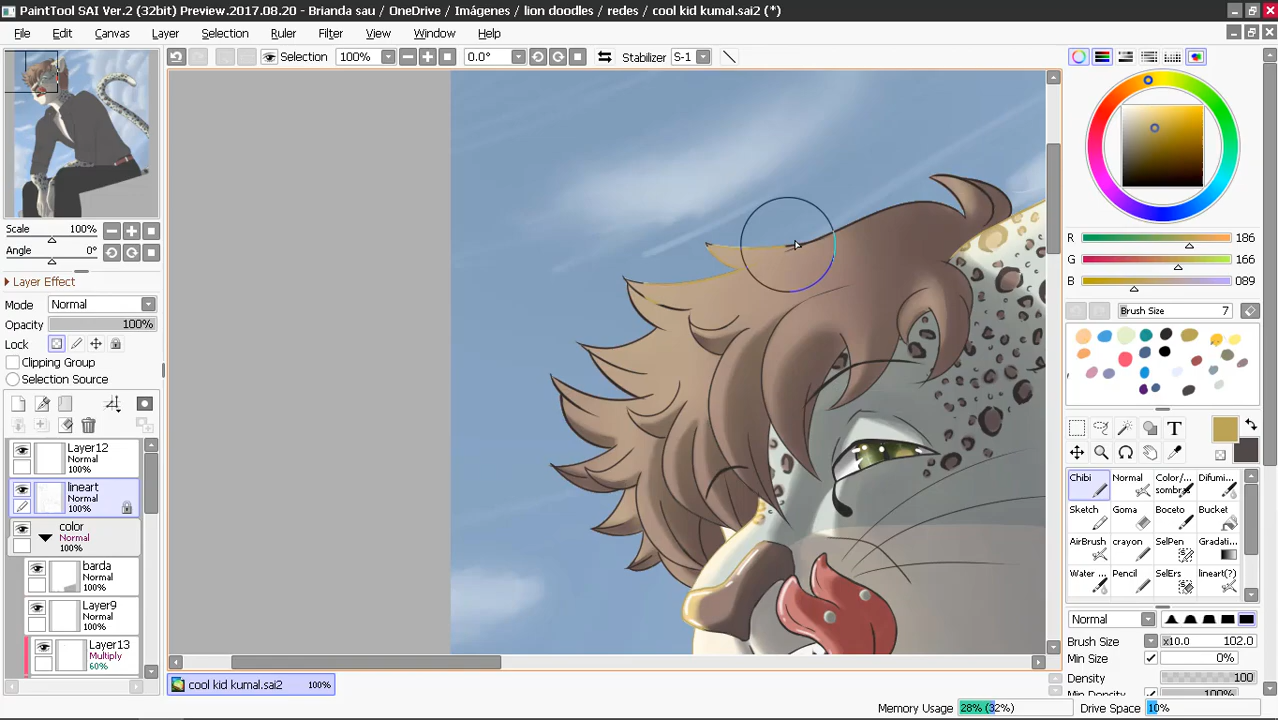 PaintTool SAI Ver.2 (32bit) Preview.2017.08.20 - Brianda sau / OneDrive / Imágenes / lion doodles / redes / cool kid kumal.sai2 (*)
File Edit Canvas Layer Selection Ruler Filter View Window Help
Selection 100% 0.0° Stabilizer S-1
Scale 100%
Angle 0°
Layer Effect
Mode Normal
Opacity 100%
Lock
Clipping Group
Selection Source
Layer12
Normal
100%
lineart
Normal
100%
color
Normal
100%
barda
Normal
100%
Layer9
Normal
100%
Layer13
Multiply
60%
R 186
G 166
B 089
Brush Size 7
T
Chibi Normal Color/... sombra Difumi...
Sketch Goma Boceto Bucket
AirBrush crayon SelPen Gradati...
Water ... Pencil SelErs lineart(?)
Normal
Brush Size x10.0 102.0
Min Size 0%
Density 100
Min Density 100%
cool kid kumal.sai2 100%
Memory Usage 28% (32%) Drive Space 10%